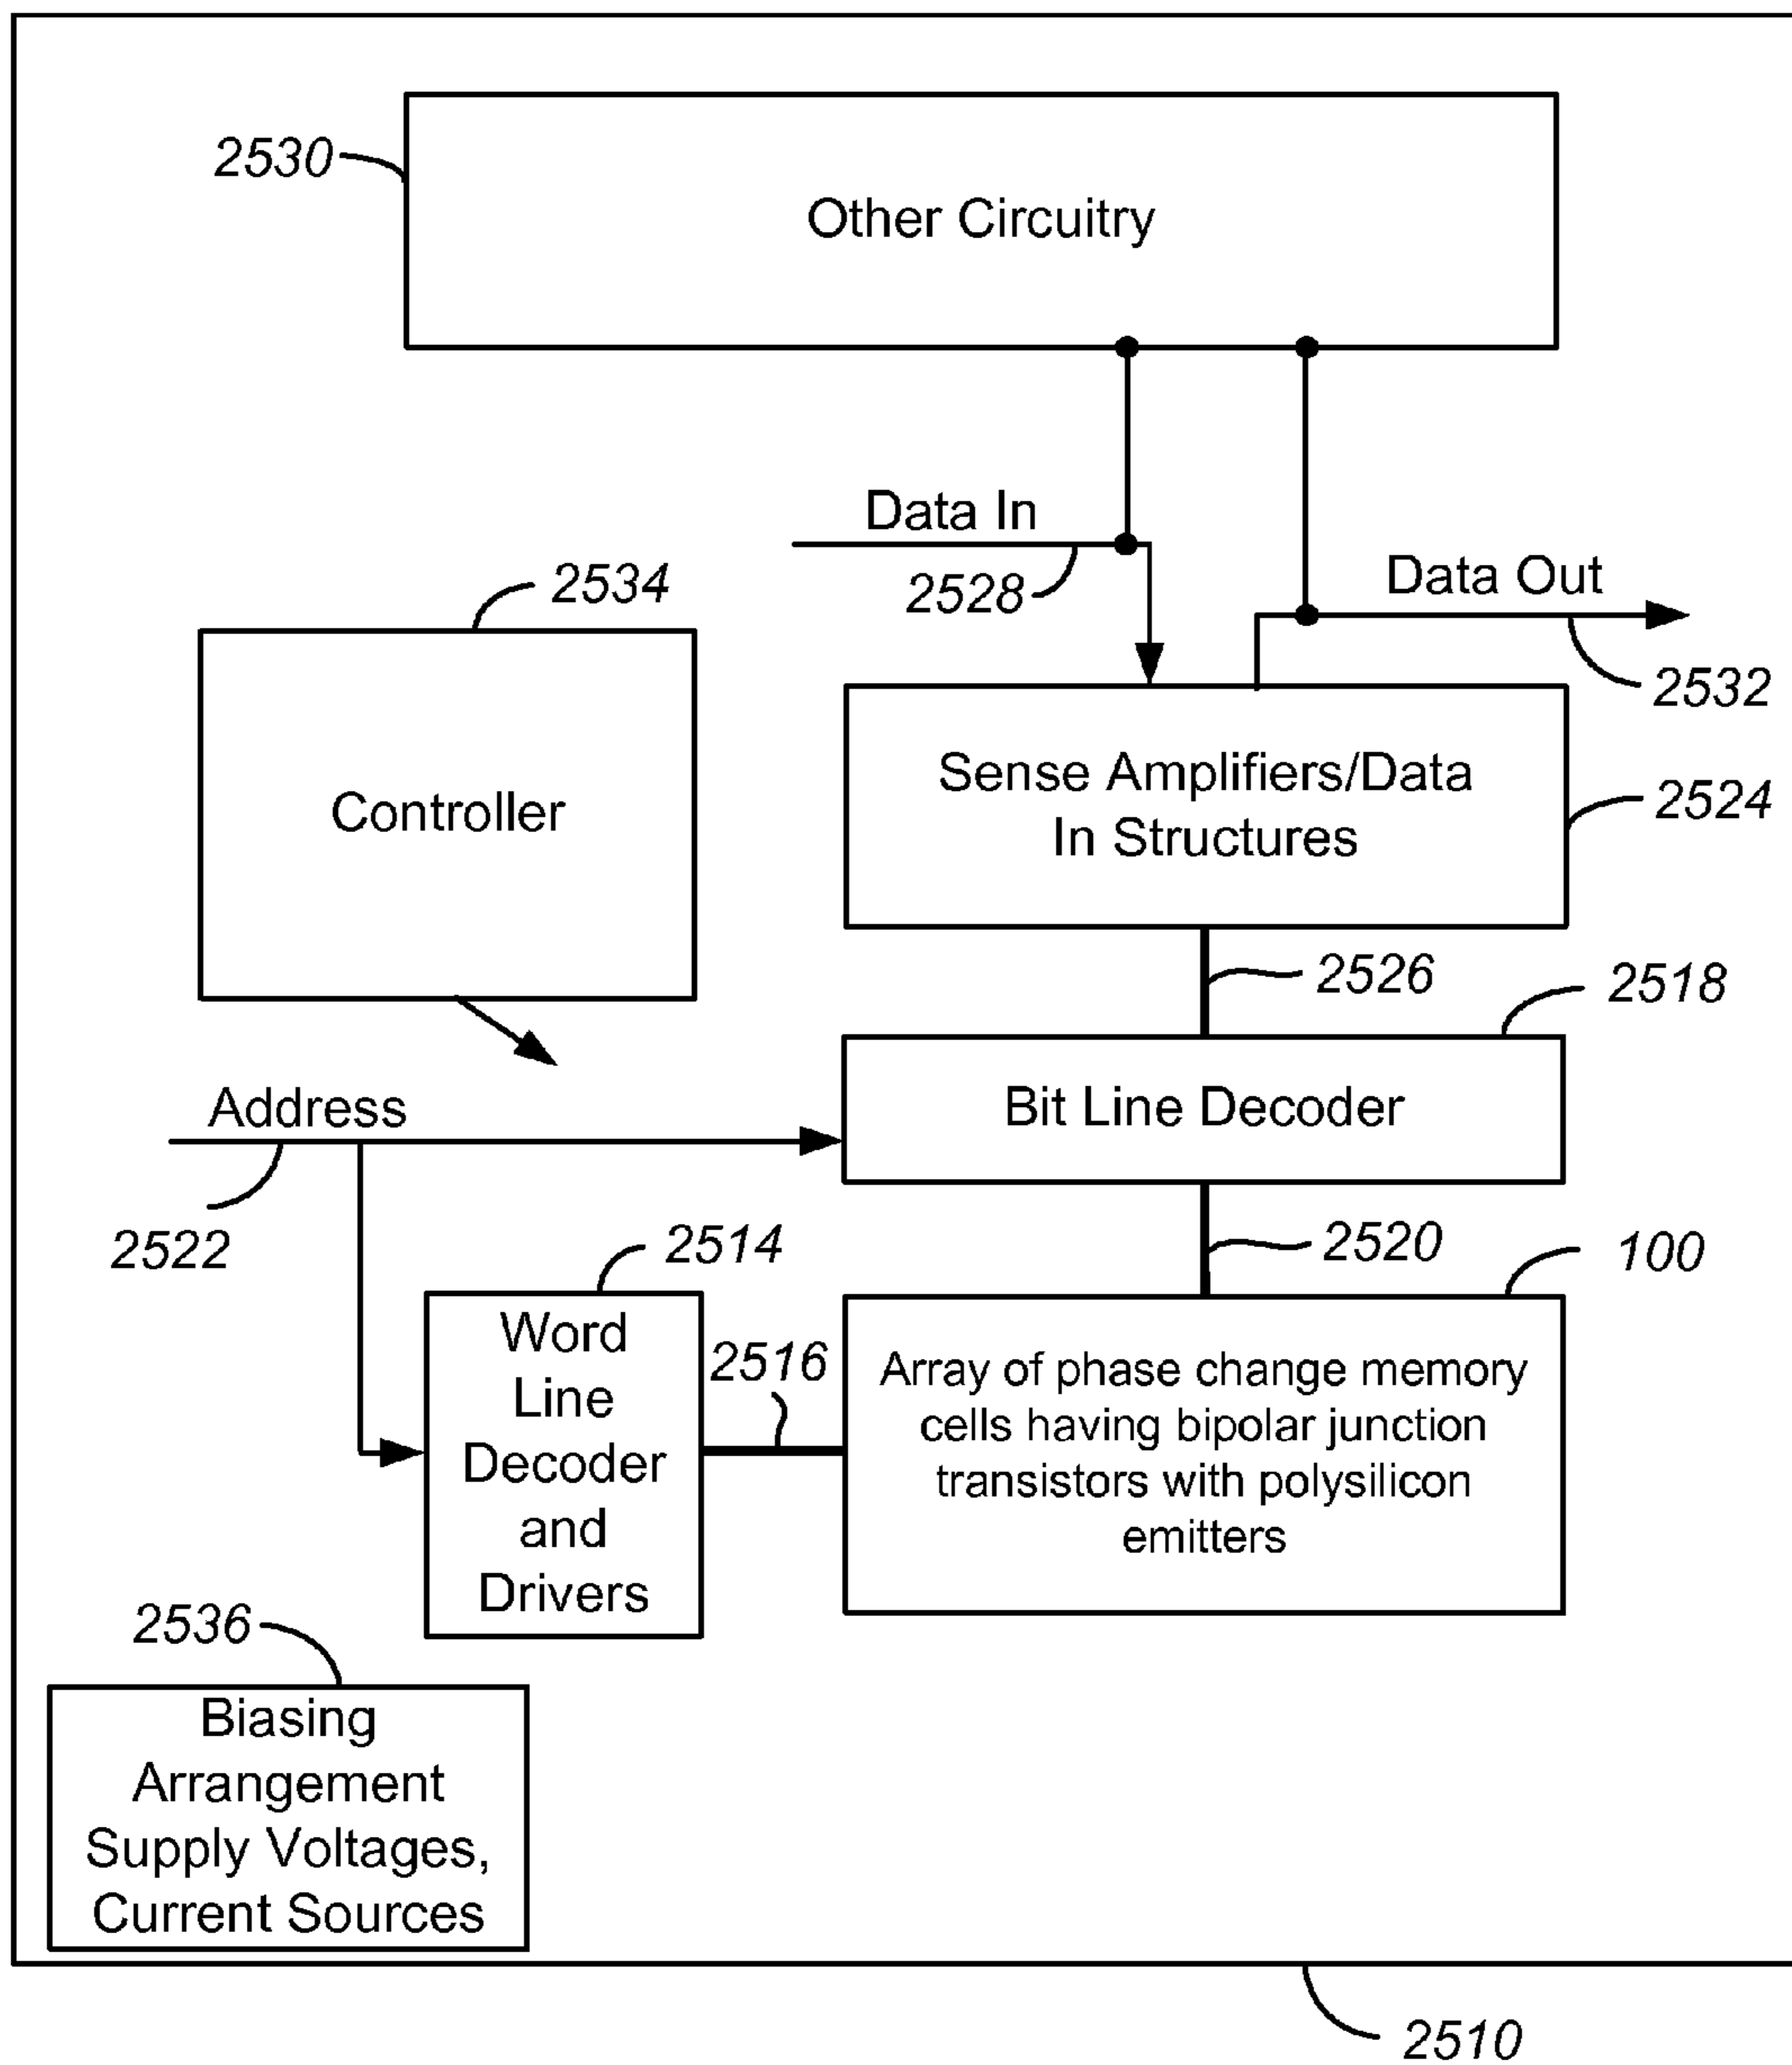 2530
Other Circuitry
Data In
2528
Data Out
2532
2534
Controller
Sense Amplifiers/Data
In Structures
2524
2526
2518
Address
Bit Line Decoder
2522
2514
2520
100
Word
Line
Decoder
and
Drivers
2516
Array of phase change memory
cells having bipolar junction
transistors with polysilicon
emitters
2536
Biasing
Arrangement
Supply Voltages,
Current Sources
2510